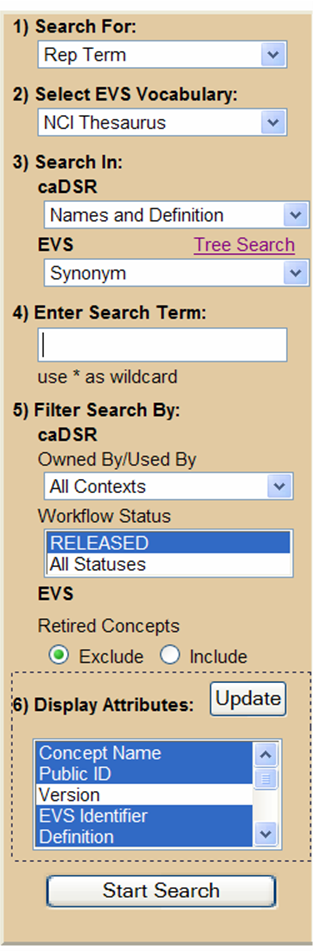 1) Search For:
Rep Term
2) Select EVS Vocabulary:
NCI Thesaurus
3) Search In:
caDSR
Names and Definition
EVS Tree Search
Synonym
4) Enter Search Term:
use * as wildcard
5) Filter Search By:
caDSR
Owned By/Used By
All Contexts
Workflow Status
RELEASED
All Statuses
EVS
Retired Concepts
Exclude Include
6) Display Attributes: Update
Concept Name
Public ID
Version
EVS Identifier
Definition
Start Search